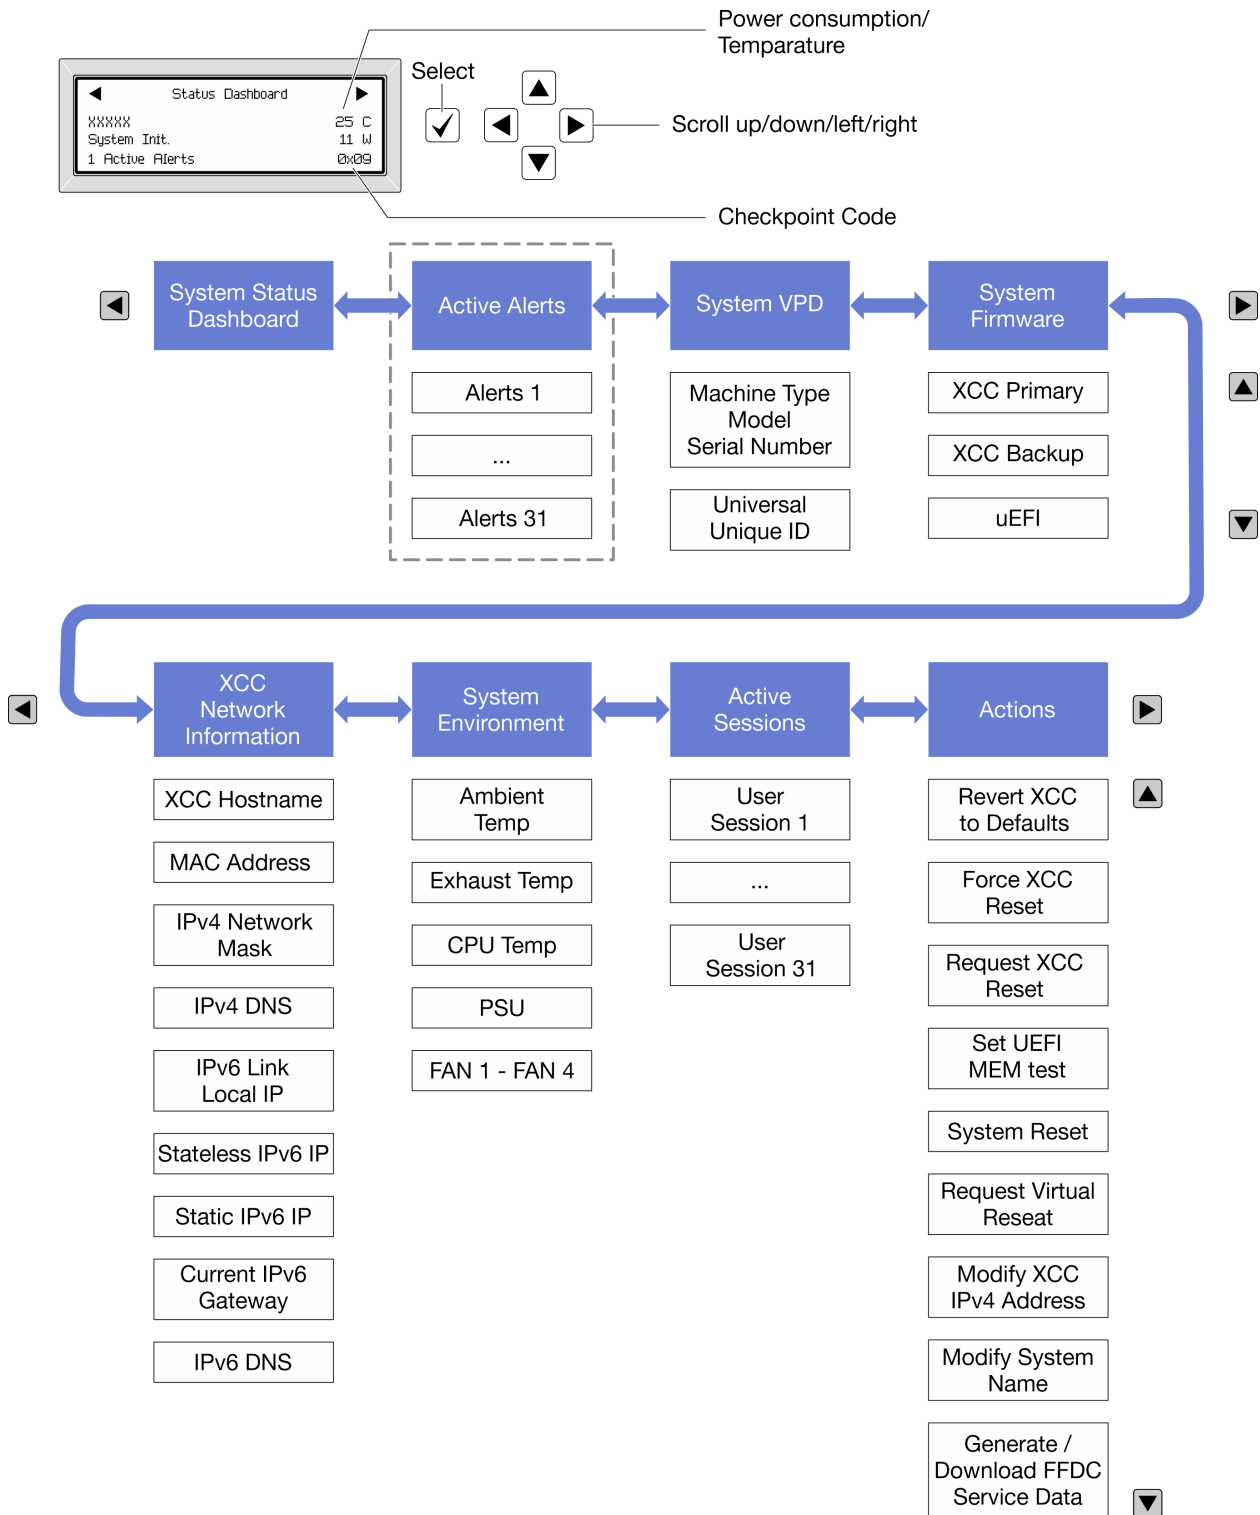 Power consumption/
Temparature
Select
Status Dashboard
XXXXX 25 C
System Init. 11 W
1 Active Alerts 0x09
Scroll up/down/left/right
Checkpoint Code
System Status
Dashboard
Active Alerts
System VPD
System
Firmware
Alerts 1
...
Alerts 31
Machine Type
Model
Serial Number
Universal
Unique ID
XCC Primary
XCC Backup
uEFI
XCC
Network
Information
System
Environment
Active
Sessions
Actions
XCC Hostname
MAC Address
IPv4 Network
Mask
IPv4 DNS
IPv6 Link
Local IP
Stateless IPv6 IP
Static IPv6 IP
Current IPv6
Gateway
IPv6 DNS
Ambient
Temp
Exhaust Temp
CPU Temp
PSU
FAN 1 - FAN 4
User
Session 1
...
User
Session 31
Revert XCC
to Defaults
Force XCC
Reset
Request XCC
Reset
Set UEFI
MEM test
System Reset
Request Virtual
Reseat
Modify XCC
IPv4 Address
Modify System
Name
Generate /
Download FFDC
Service Data